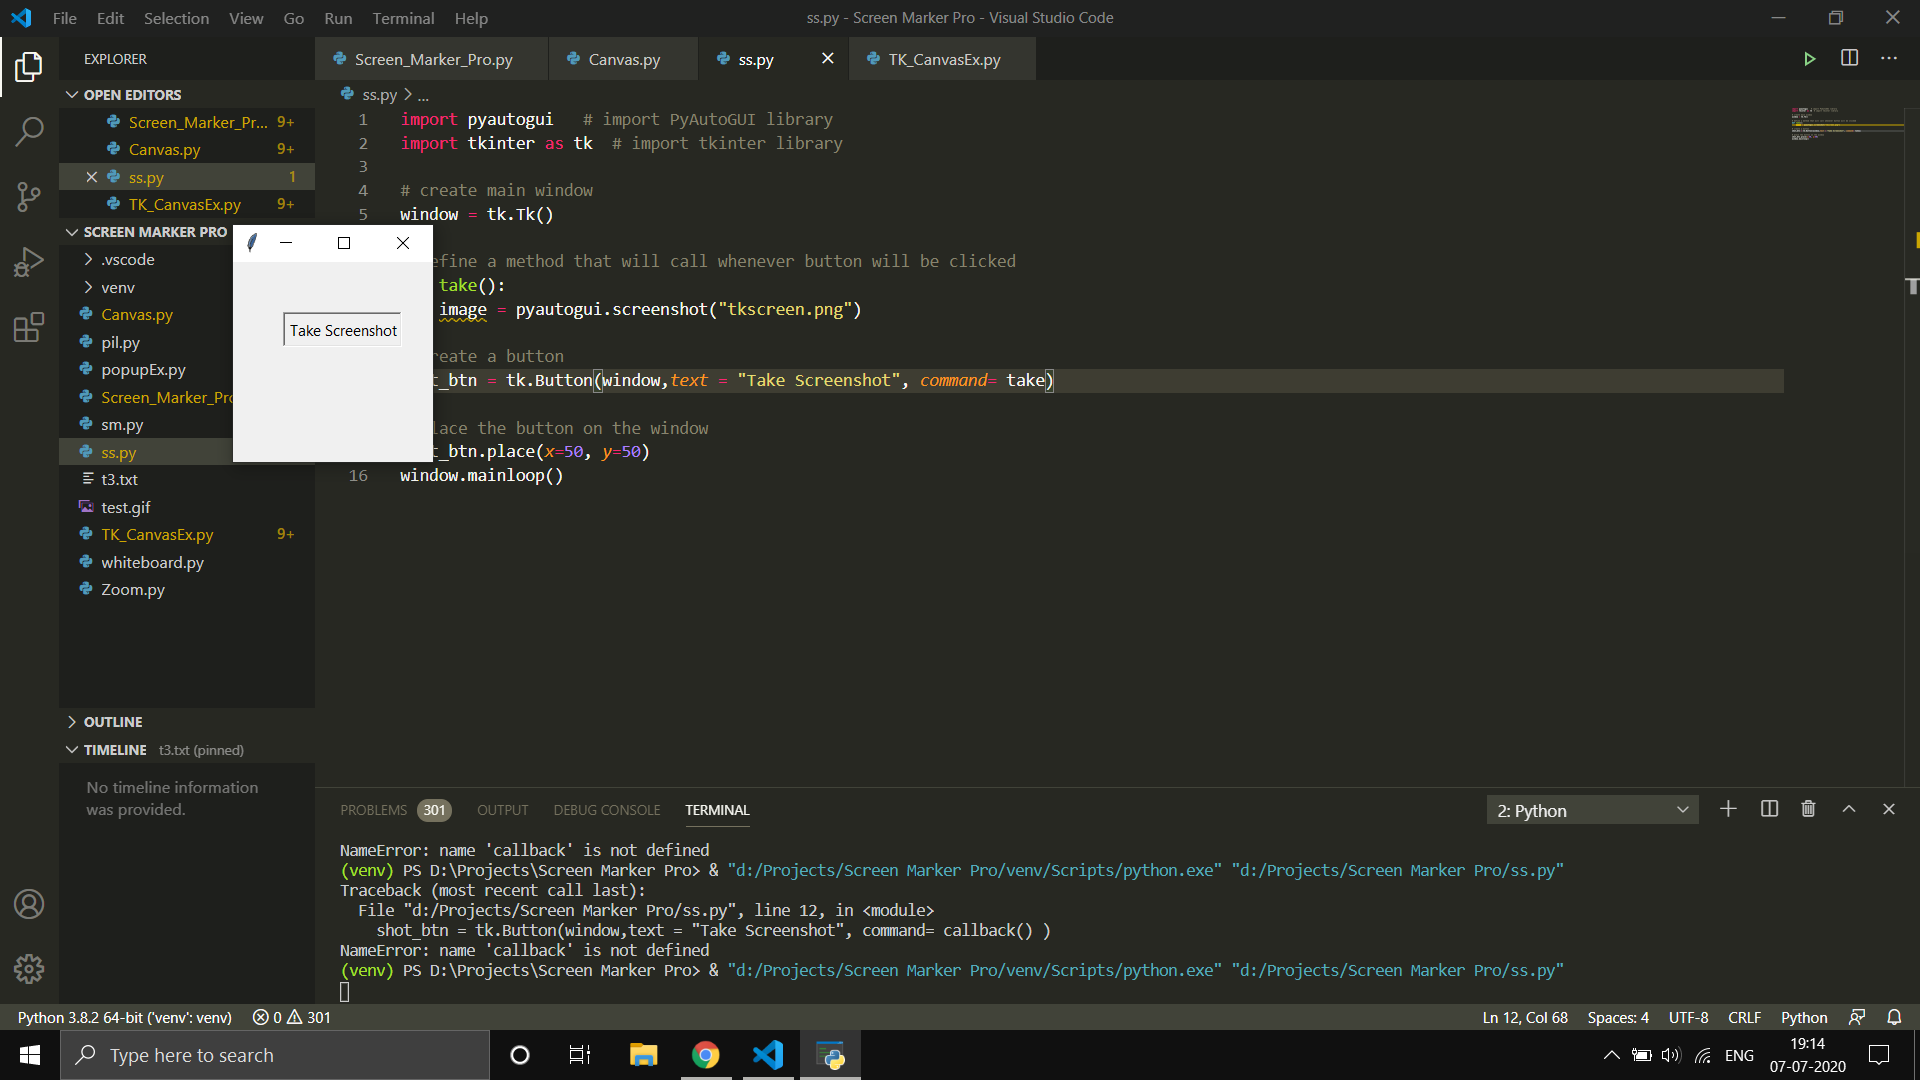 File Edit Selection View Go Run Terminal Help
ss.py - Screen Marker Pro - Visual Studio Code
EXPLORER
OPEN EDITORS
Screen_Marker_Pr... 9+
Canvas.py 9+
ss.py 1
TK_CanvasEx.py 9+
SCREEN MARKER PRO
.vscode
venv
Canvas.py
pil.py
popupEx.py
Screen_Marker_Pro
sm.py
ss.py
t3.txt
test.gif
TK_CanvasEx.py 9+
whiteboard.py
Zoom.py
OUTLINE
TIMELINE t3.txt (pinned)
No timeline information
was provided.
Screen_Marker_Pro.py Canvas.py ss.py TK_CanvasEx.py
ss.py > ...
1 import pyautogui # import PyAutoGUI library
2 import tkinter as tk # import tkinter library
3
4 # create main window
5 window = tk.Tk()
efine a method that will call whenever button will be clicked
take():
image = pyautogui.screenshot("tkscreen.png")
reate a button
t_btn = tk.Button(window,text = "Take Screenshot", command= take)
lace the button on the window
t_btn.place(x=50, y=50)
16 window.mainloop()
Take Screenshot
PROBLEMS 301 OUTPUT DEBUG CONSOLE TERMINAL
2: Python
NameError: name 'callback' is not defined
(venv) PS D:\Projects\Screen Marker Pro> & "d:/Projects/Screen Marker Pro/venv/Scripts/python.exe" "d:/Projects/Screen Marker Pro/ss.py"
Traceback (most recent call last):
File "d:/Projects/Screen Marker Pro/ss.py", line 12, in <module>
shot_btn = tk.Button(window,text = "Take Screenshot", command= callback() )
NameError: name 'callback' is not defined
(venv) PS D:\Projects\Screen Marker Pro> & "d:/Projects/Screen Marker Pro/venv/Scripts/python.exe" "d:/Projects/Screen Marker Pro/ss.py"
Python 3.8.2 64-bit ('venv': venv) 0 301
Ln 12, Col 68 Spaces: 4 UTF-8 CRLF Python
Type here to search
ENG
19:14
07-07-2020